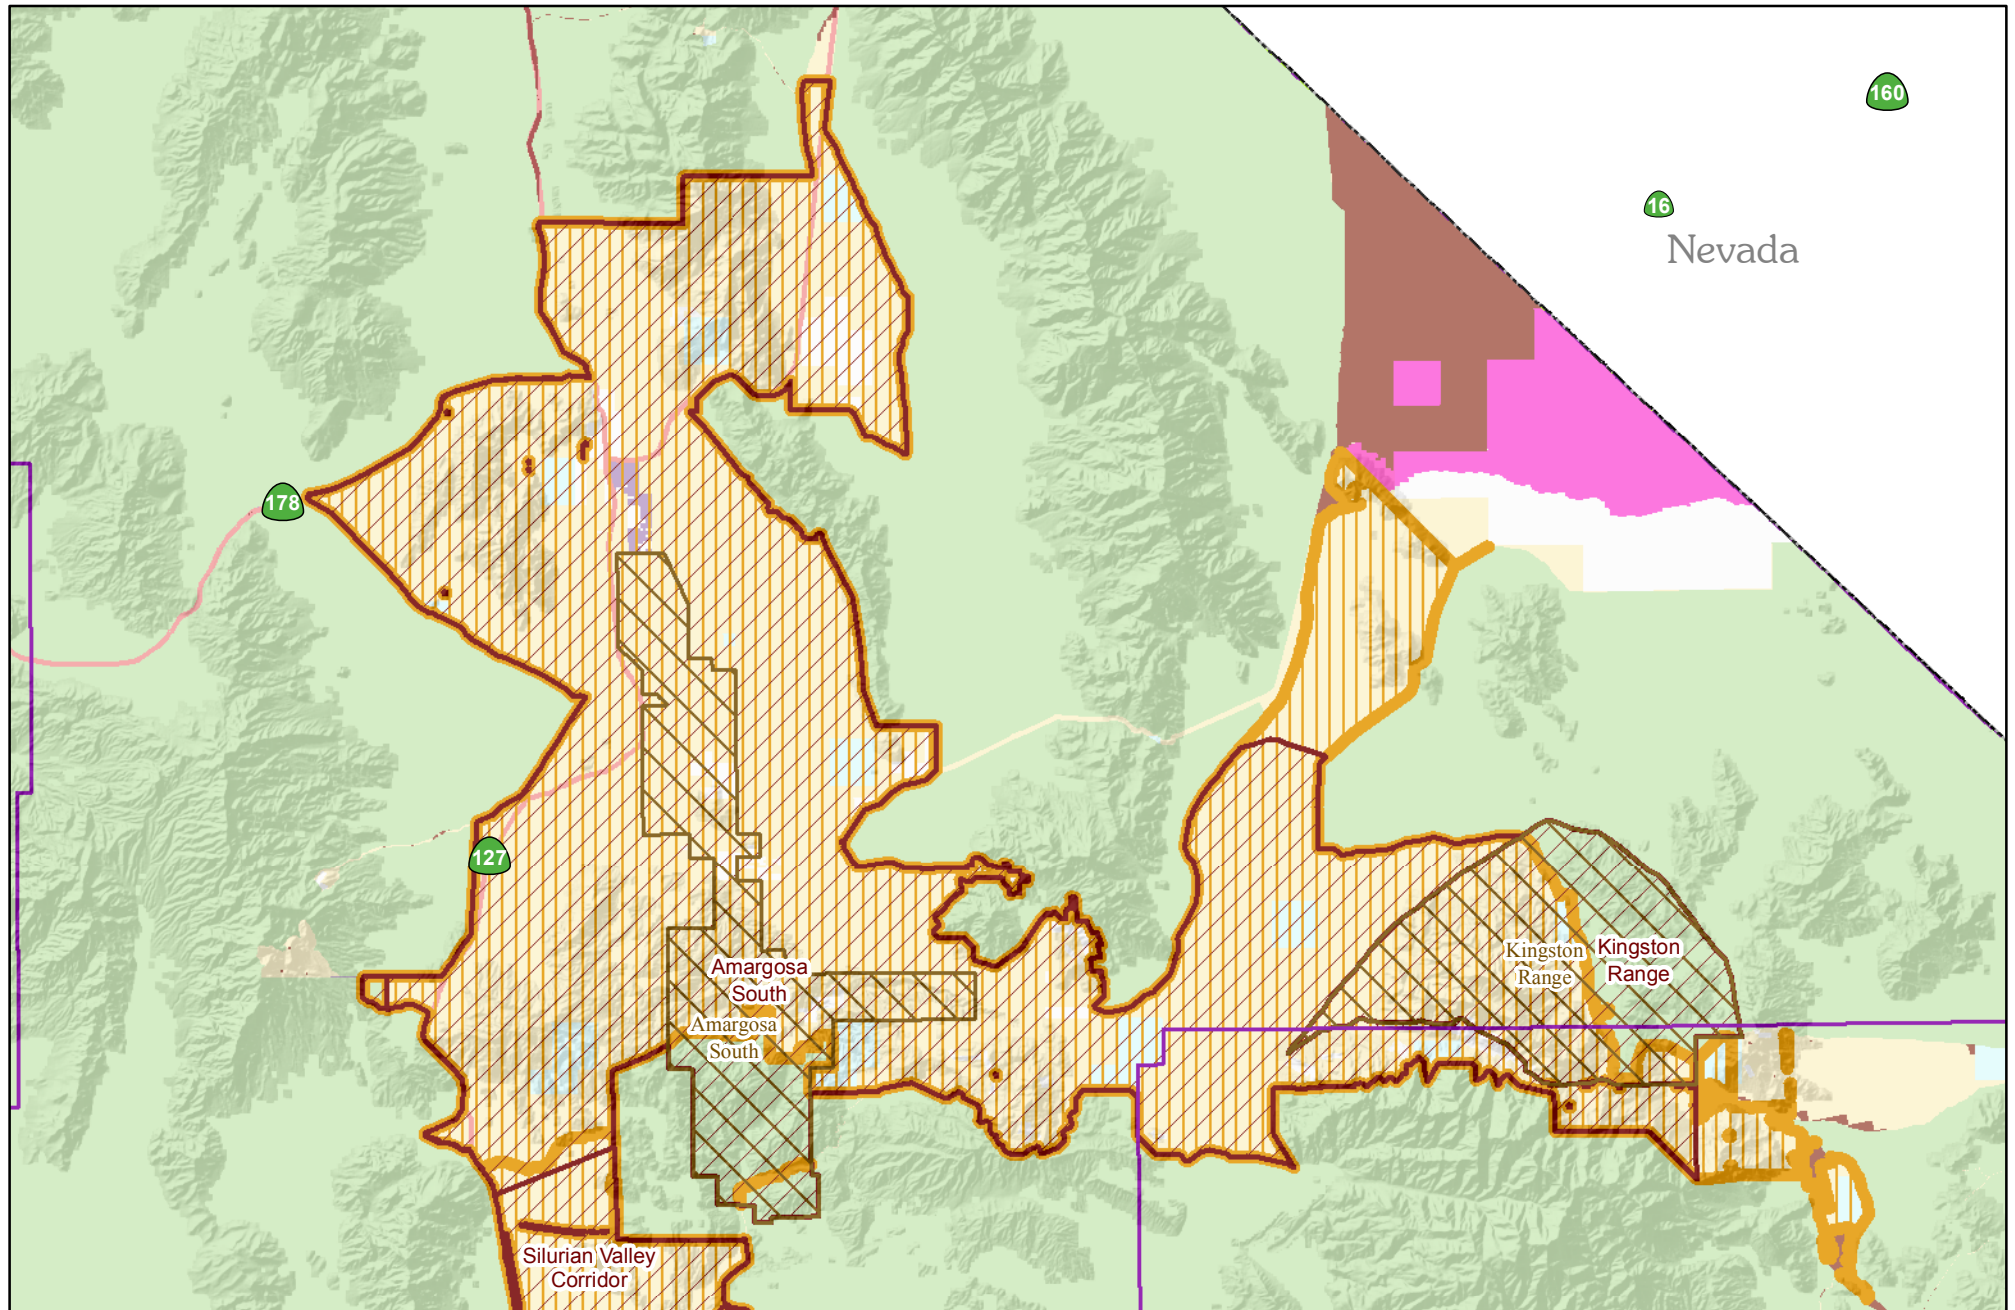 160
16
Nevada
178
127
Kingston
Range
Kingston
Range
Amargosa
South
Amargosa
South
Silurian Valley
Corridor